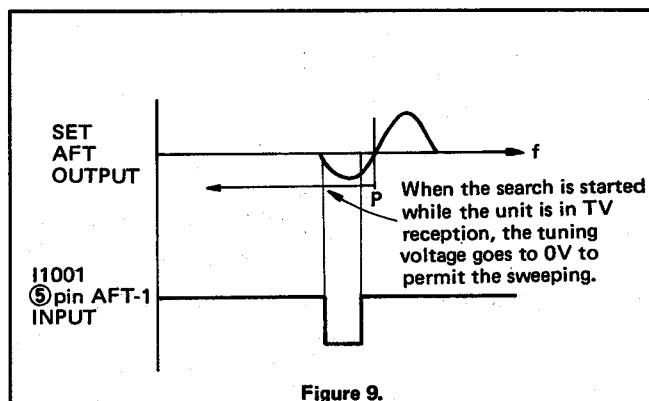 SET
AFT
OUTPUT
f
P
When the search is started
while the unit is in TV
reception, the tuning
voltage goes to 0V to
permit the sweeping.
I1001
⑤pin AFT-1
INPUT
Figure 9.